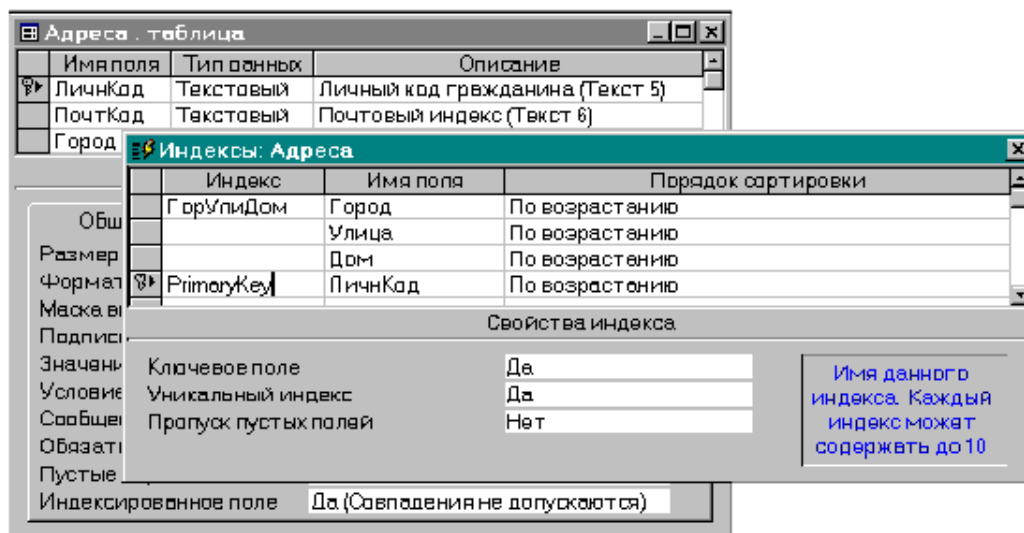 Адреса . таблица
Имя поля Тип данных Описание
ЛичнКод Текстовый Личный код гражданина (Текст 5)
ПочтКод Текстовый Почтовый индекс (Текст 6)
Город
Индексы: Адреса
Индекс Имя поля Порядок сортировки
ГорУлиДом Город По возрастанию
Улица По возрастанию
Дом По возрастанию
PrimaryKey ЛичнКод По возрастанию
Свойства индекса
Ключевое поле Да
Уникальный индекс Да
Пропуск пустых полей Нет
Имя данного
индекса. Каждый
индекс может
содержать до 10
Общ
Размер
Формат
Маска в
Подпис
Значени
Условие
Сообще
Обязат
Пустые
Индексированное поле Да (Совпадения не допускаются)